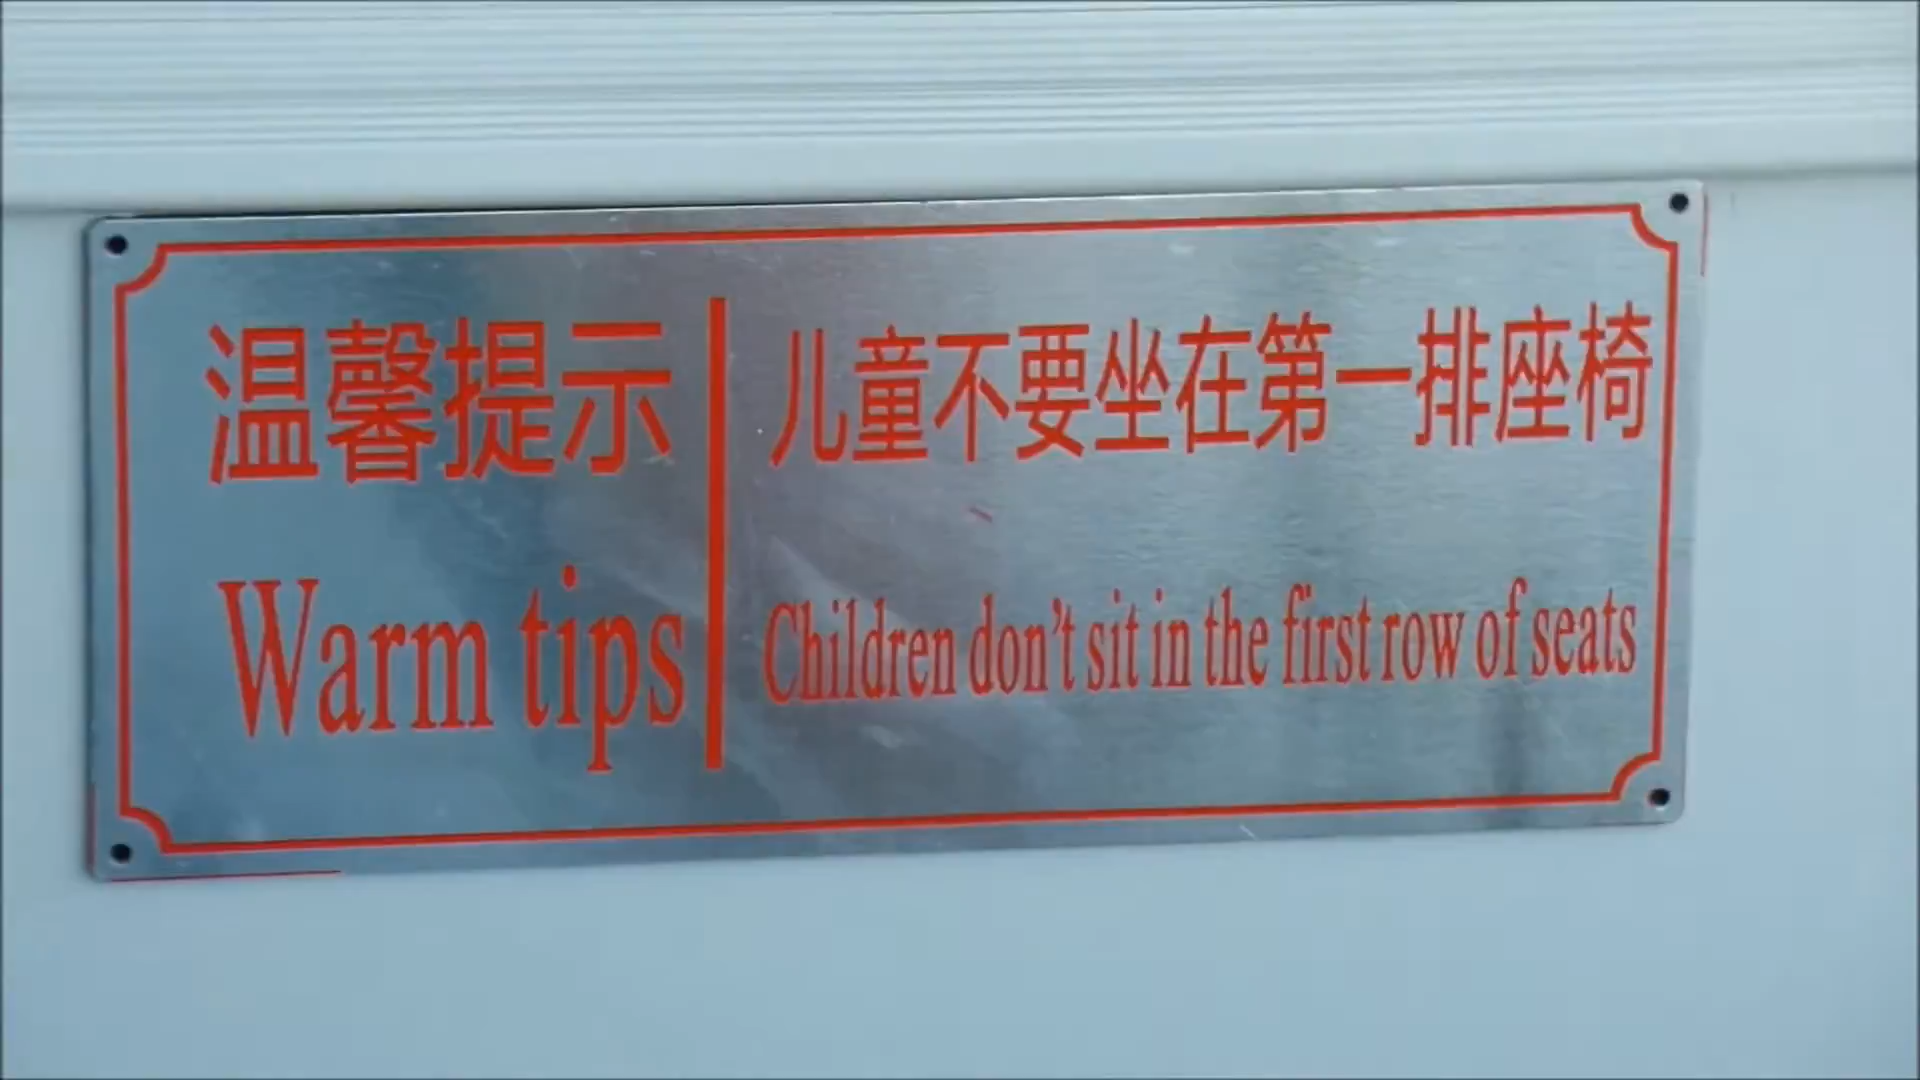 温馨提示
Warm tips
儿童不要坐在第一排座椅
Children don't sit in the first row of seats